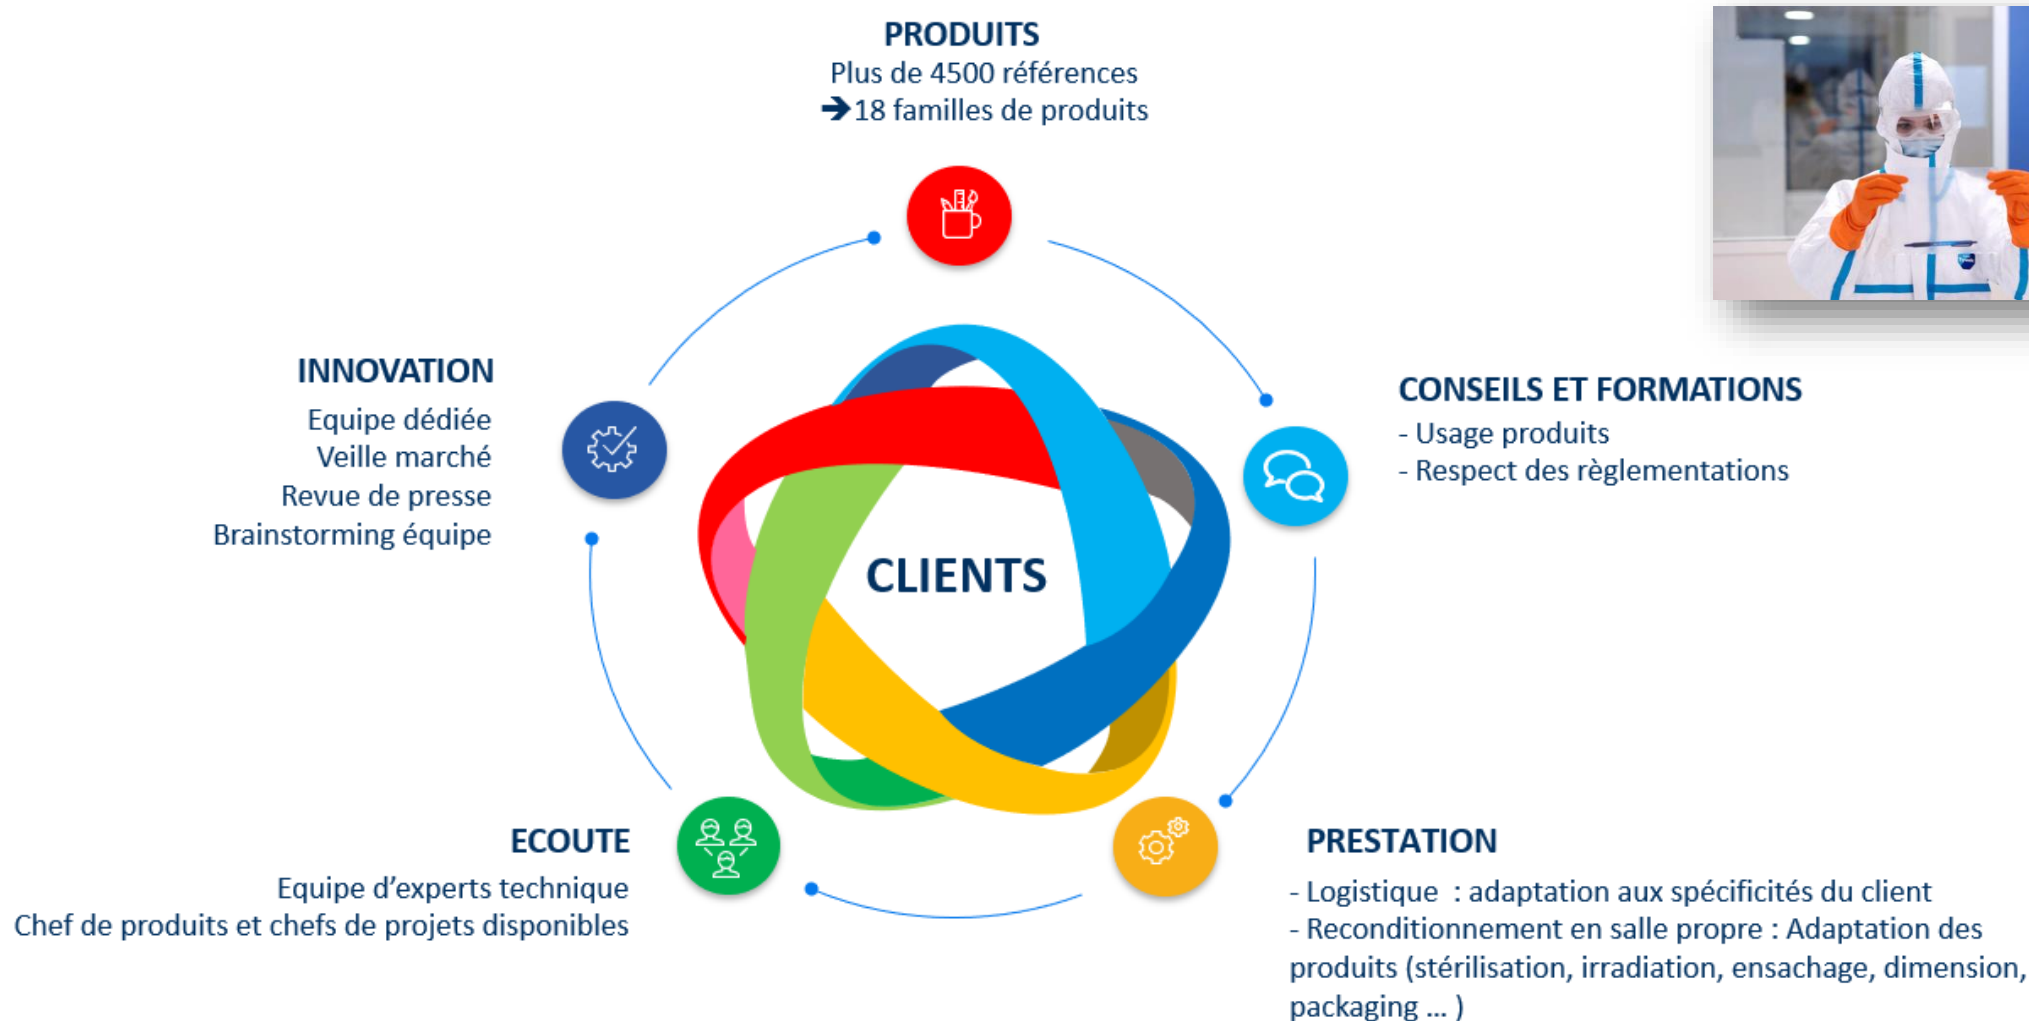 PRODUITS
Plus de 4500 références
➔18 familles de produits
INNOVATION
Equipe dédiée
Veille marché
Revue de presse
Brainstorming équipe
CONSEILS ET FORMATIONS
- Usage produits
- Respect des règlementations
CLIENTS
ECOUTE
Equipe d’experts technique
Chef de produits et chefs de projets disponibles
PRESTATION
- Logistique  : adaptation aux spécificités du client
- Reconditionnement en salle propre : Adaptation des
produits (stérilisation, irradiation, ensachage, dimension,
packaging ... )